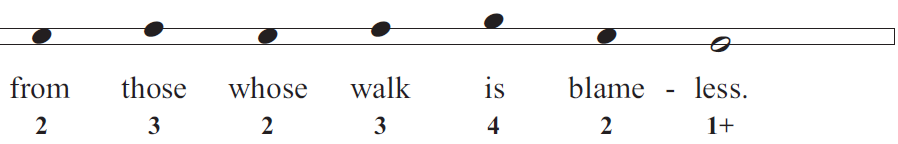 from those whose walk is blame - less.
2 3 2 3 4 2 1+